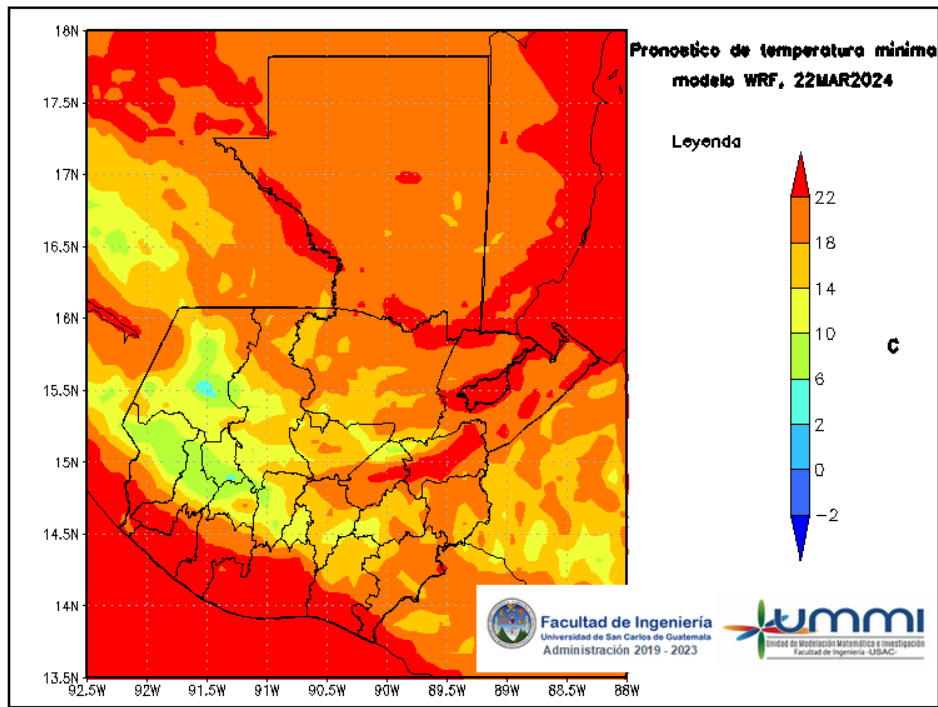 18N
17.5N
17N
16.5N
16N
15.5N
15N
14.5N
14N
13.5N
92.5W
92W
91.5W
91W
90.5W
90W
89.5W
89W
88.5W
88W
Pronostico de temperatura minima
modelo WRF, 22MAR2024
Leyenda
22
18
14
10
6
2
0
−2
C
Facultad de Ingeniería
Universidad de San Carlos de Guatemala
Administración 2019 - 2023
ummi
Unidad de Modelación Matemática e Investigación
Facultad de Ingeniería -USAC-